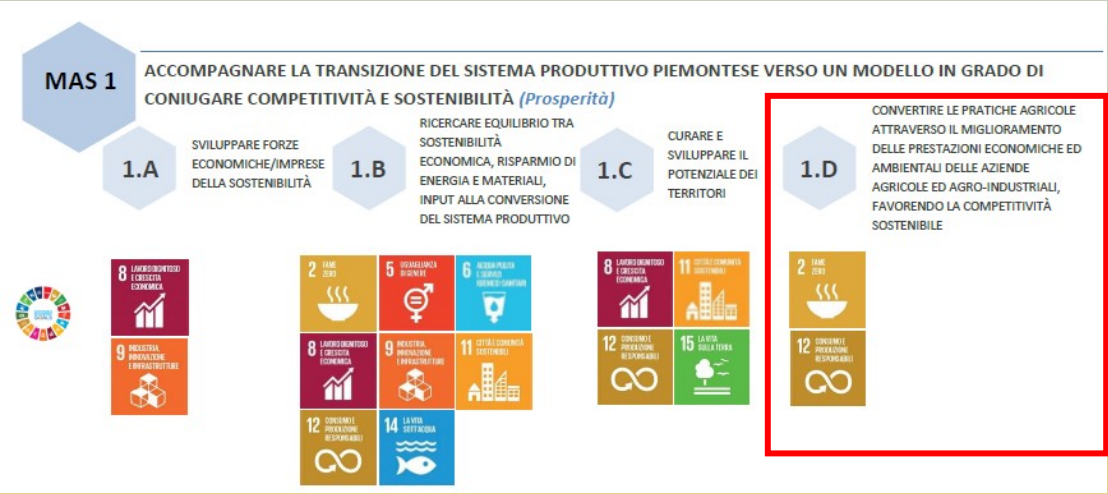 MAS 1
ACCOMPAGNARE LA TRANSIZIONE DEL SISTEMA PRODUTTIVO PIEMONTESE VERSO UN MODELLO IN GRADO DI
CONIUGARE COMPETITIVITÀ E SOSTENIBILITÀ (Prosperità)
1.A
SVILUPPARE FORZE
ECONOMICHE/IMPRESE
DELLA SOSTENIBILITÀ
1.B
RICERCARE EQUILIBRIO TRA
SOSTENIBILITÀ
ECONOMICA, RISPARMIO DI
ENERGIA E MATERIALI,
INPUT ALLA CONVERSIONE
DEL SISTEMA PRODUTTIVO
1.C
CURARE E
SVILUPPARE IL
POTENZIALE DEI
TERRITORI
1.D
CONVERTIRE LE PRATICHE AGRICOLE
ATTRAVERSO IL MIGLIORAMENTO
DELLE PRESTAZIONI ECONOMICHE ED
AMBIENTALI DELLE AZIENDE
AGRICOLE ED AGRO-INDUSTRIALI,
FAVORENDO LA COMPETITIVITÀ
SOSTENIBILE
8 LAVORO DIGNITOSO
E CRESCITA
ECONOMICA
9 INDUSTRIA,
INNOVAZIONE
E INFRASTRUTTURE
2 FAME
ZERO
5 UGUAGLIANZA
DI GENERE
6 ACQUA PULITA
E SERVIZI
IGIENICO-SANITARI
8 LAVORO DIGNITOSO
E CRESCITA
ECONOMICA
9 INDUSTRIA,
INNOVAZIONE
E INFRASTRUTTURE
11 CITTÀ E COMUNITÀ
SOSTENIBILI
12 CONSUMO E
PRODUZIONE
RESPONSABILI
14 LA VITA
SOTT'ACQUA
8 LAVORO DIGNITOSO
E CRESCITA
ECONOMICA
11 CITTÀ E COMUNITÀ
SOSTENIBILI
12 CONSUMO E
PRODUZIONE
RESPONSABILI
15 LA VITA
SULLA TERRA
2 FAME
ZERO
12 CONSUMO E
PRODUZIONE
RESPONSABILI